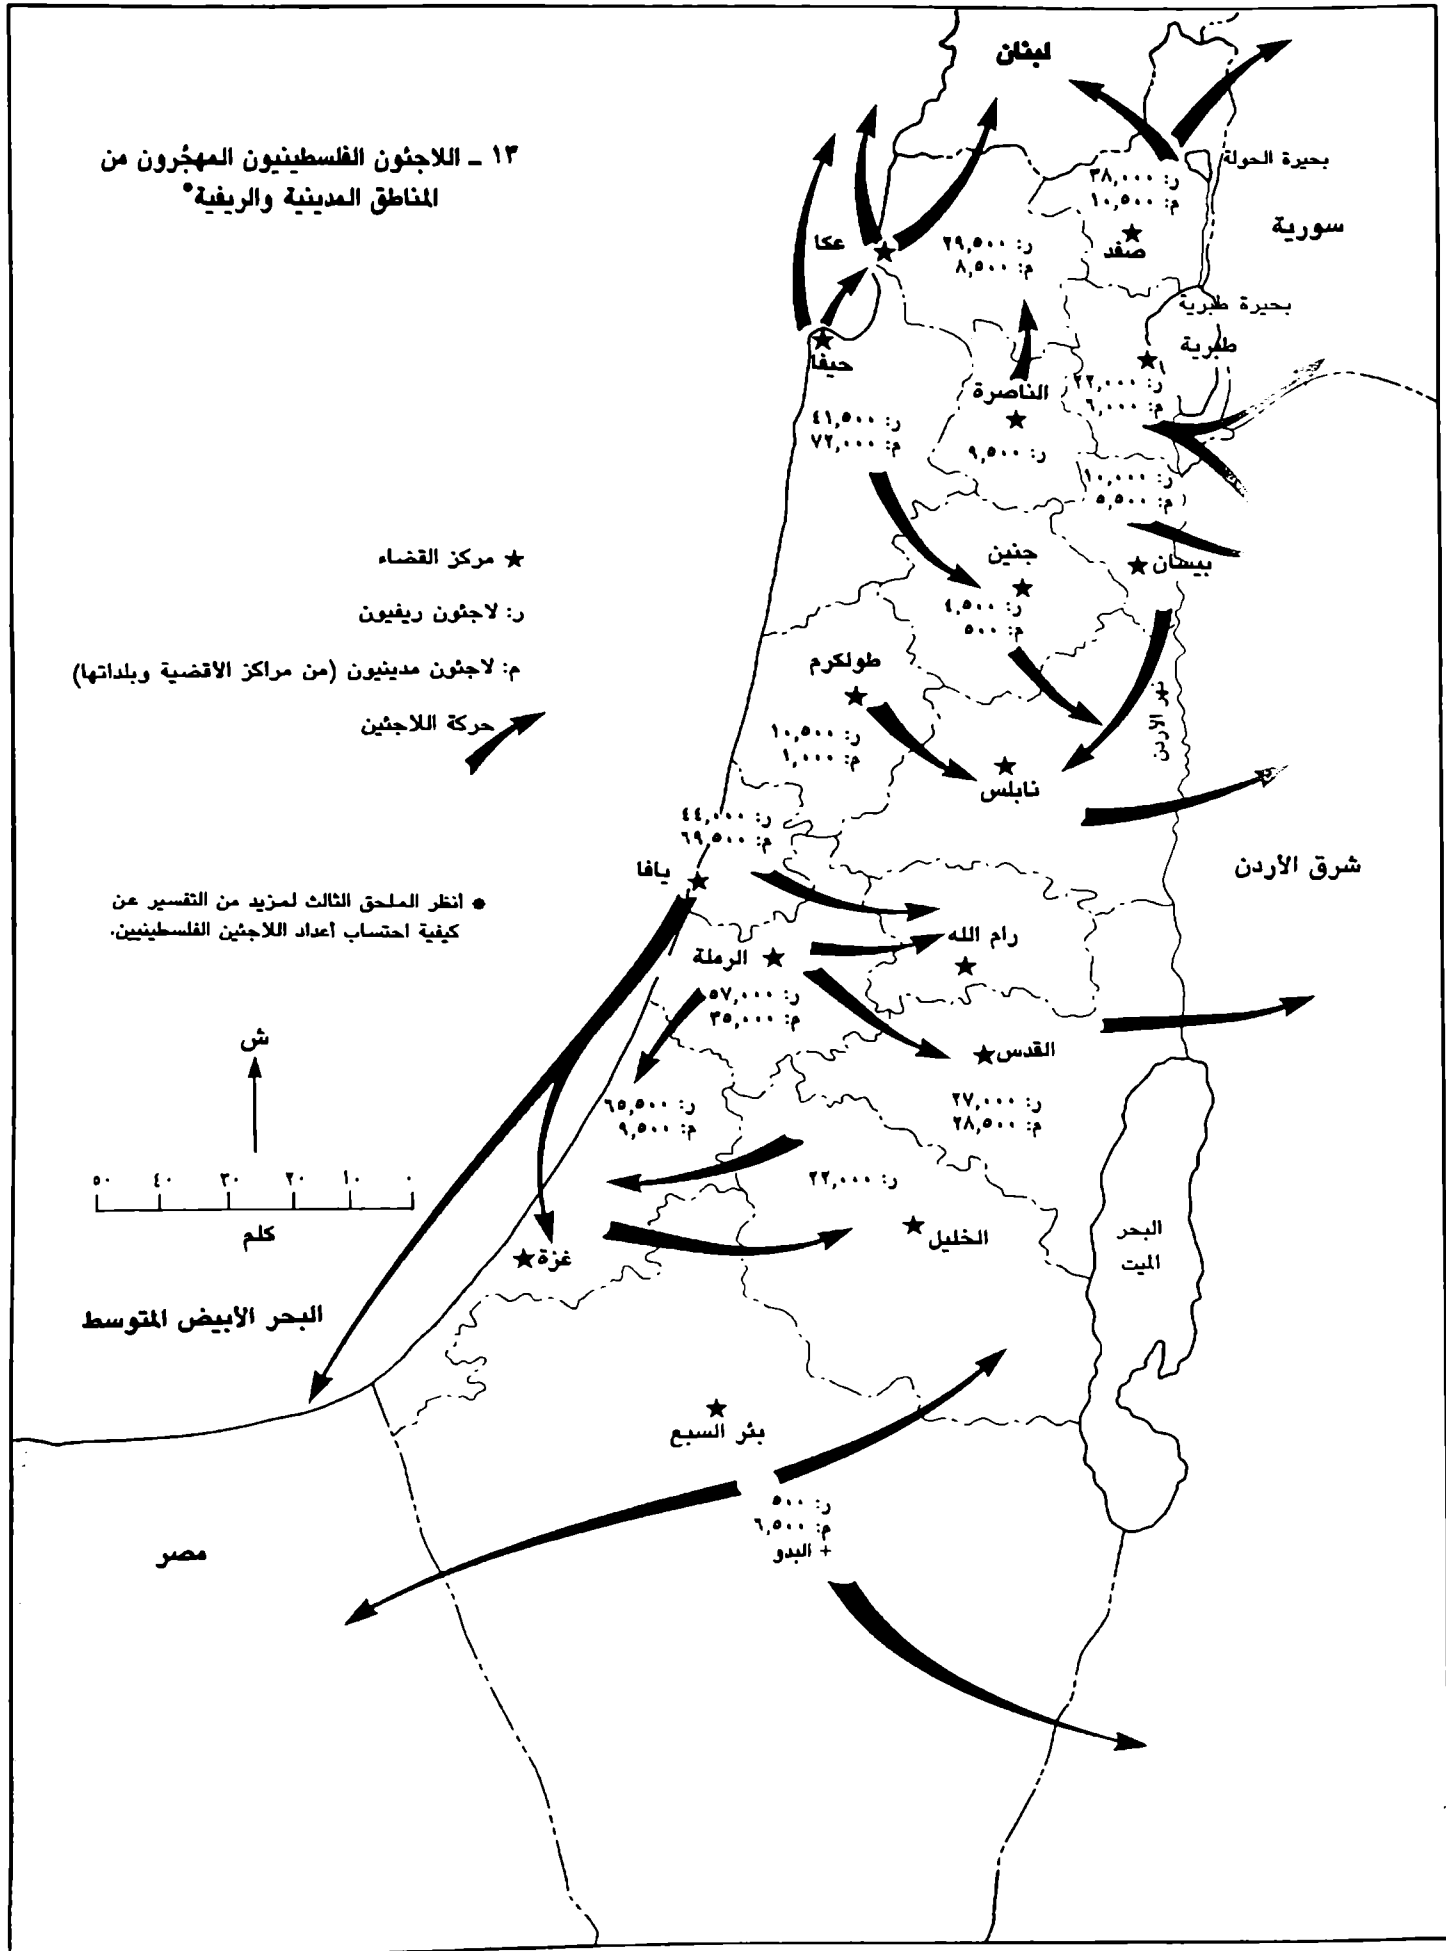 ١٣ ـ اللاجئون الفلسطينيون المهجّرون من
المناطق المدينية والريفية*
لبنان
بحيرة الحولة
سورية
ر: ٣٨,٠٠٠
م: ١٠,٥٠٠
صفد
عكا
ر: ٢٩,٥٠٠
م: ٨,٥٠٠
بحيرة طبرية
طبرية
ر: ٢٢,٠٠٠
م: ٦,٠٠٠
حيفا
ر: ٤١,٥٠٠
م: ٧٢,٠٠٠
الناصرة
ر: ٩,٥٠٠
ر: ١٠,٠٠٠
م: ٥,٥٠٠
بيسان
جنين
ر: ٤,٥٠٠
م: ٥٠٠
★ مركز القضاء
ر: لاجئون ريفيون
م: لاجئون مدينيون (من مراكز الأقضية وبلداتها)
حركة اللاجئين
طولكرم
ر: ١٠,٥٠٠
م: ١,٠٠٠
نهر الأردن
نابلس
ر: ٤٤,٠٠٠
م: ٦٩,٥٠٠
يافا
شرق الأردن
* أنظر الملحق الثالث لمزيد من التفسير عن
كيفية احتساب أعداد اللاجئين الفلسطينيين.
رام الله
الرملة
ر: ٥٧,٠٠٠
م: ٣٥,٠٠٠
القدس
ر: ٢٧,٠٠٠
م: ٢٨,٥٠٠
ش
٥٠ ٤٠ ٣٠ ٢٠ ١٠ ٠
كلم
ر: ٦٥,٥٠٠
م: ٩,٥٠٠
ر: ٢٢,٠٠٠
الخليل
البحر
الميت
غزة
البحر الأبيض المتوسط
بئر السبع
ر: ٥٠٠
م: ٦,٥٠٠
+ البدو
مصر